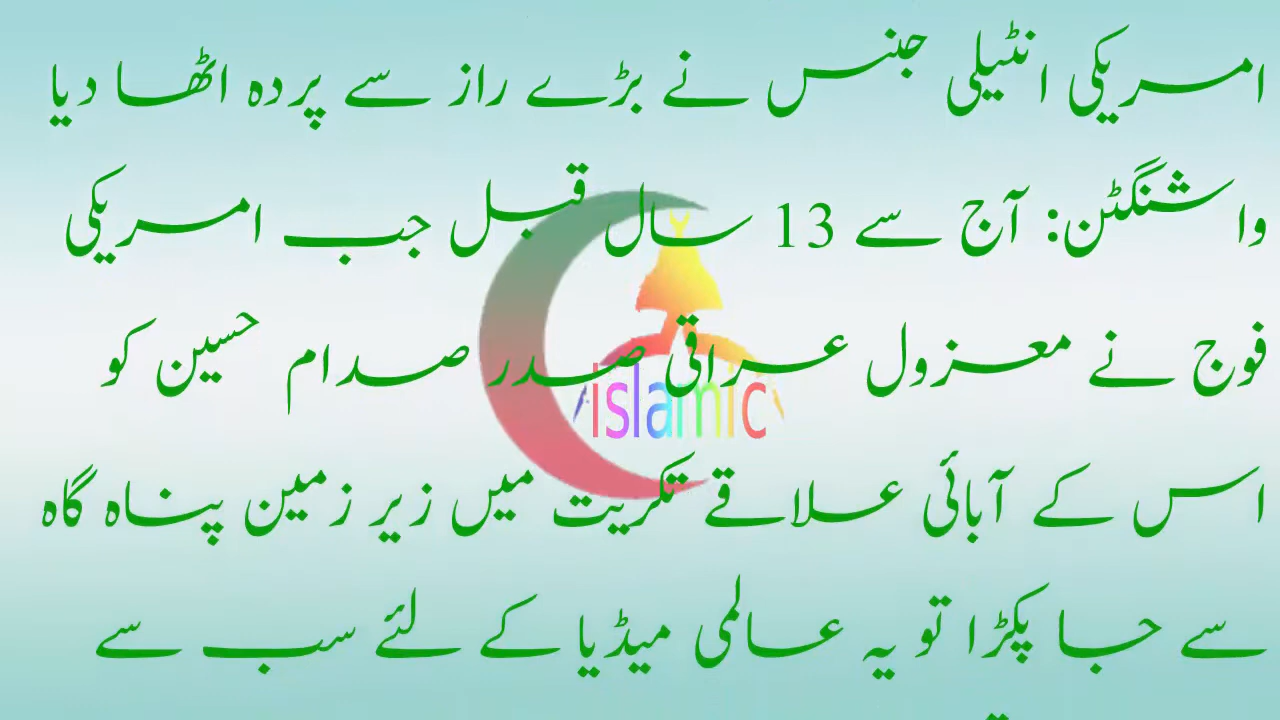 امریکی انٹیلی جنس نے بڑے راز سے پردہ اٹھا دیا
واشنگٹن: آج سے 13 سال قبل جب امریکی
فوج نے معزول عراقی صدر صدام حسین کو
اس کے آبائی علاقے تکریت میں زیر زمین پناہ گاہ
سے جا پکڑا تو یہ عالمی میڈیا کے لئے سب سے
islamic